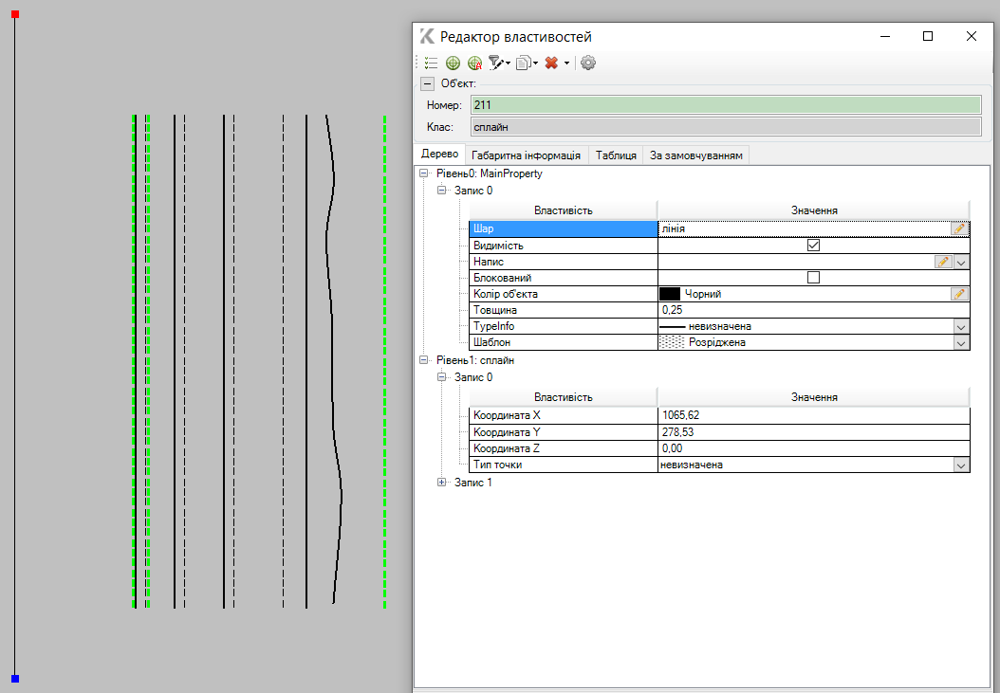 Редактор властивостей
Об'єкт:
Номер: 211
Клас: сплайн
Дерево Габаритна інформація Таблиця За замовчуванням
Рівень0: MainProperty
Запис 0
Властивість Значення
Шар лінія
Видимість
Напис
Блокований
Колір об'єкта Чорний
Товщина 0,25
TypeInfo невизначена
Шаблон Розріджена
Рівень1: сплайн
Запис 0
Властивість Значення
Координата X 1065,62
Координата Y 278,53
Координата Z 0,00
Тип точки невизначена
Запис 1